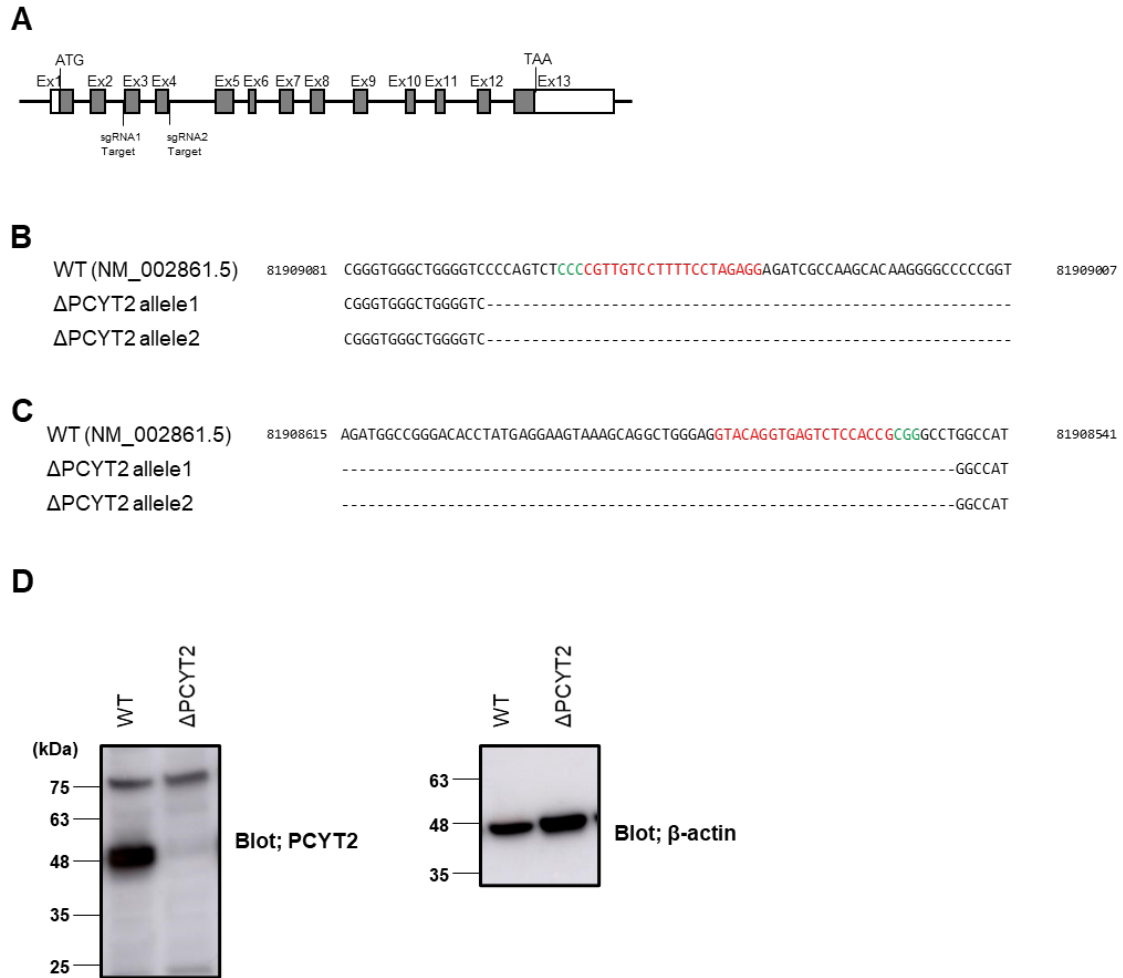 A
ATG
TAA
Ex1 Ex2 Ex3 Ex4 Ex5 Ex6 Ex7 Ex8 Ex9 Ex10 Ex11 Ex12 Ex13
sgRNA1 sgRNA2
Target Target
B
WT (NM_002861.5) 81909081 CGGGTGGGCTGGGGTCCCCAGTCTCCCCGTTGTCCTTTTCCTAGAGGAGATCGCCAAGCACAAGGGGCCCCCGGT 81909007
ΔPCYT2 allele1 CGGGTGGGCTGGGGTC-----------------------------------------------------------
ΔPCYT2 allele2 CGGGTGGGCTGGGGTC-----------------------------------------------------------
C
WT (NM_002861.5) 81908615 AGATGGCCGGGACACCTATGAGGAAGTAAAGCAGGCTGGGAGGTACAGGTGAGTCTCCACCGCGGGCCTGGCCAT 81908541
ΔPCYT2 allele1 ---------------------------------------------------------------------GGCCAT
ΔPCYT2 allele2 ---------------------------------------------------------------------GGCCAT
D
WT ΔPCYT2
(kDa)
75
63
48
35
25
Blot; PCYT2
WT ΔPCYT2
63
48
35
Blot; β-actin